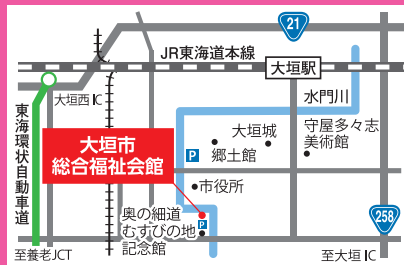 21
JR東海道本線
大垣駅
大垣西IC
水門川
東海環状自動車道
大垣市
総合福祉会館
P
大垣城
郷土館
守屋多々志
美術館
市役所
奥の細道
むすびの地
記念館
P
258
至養老JCT
至大垣IC